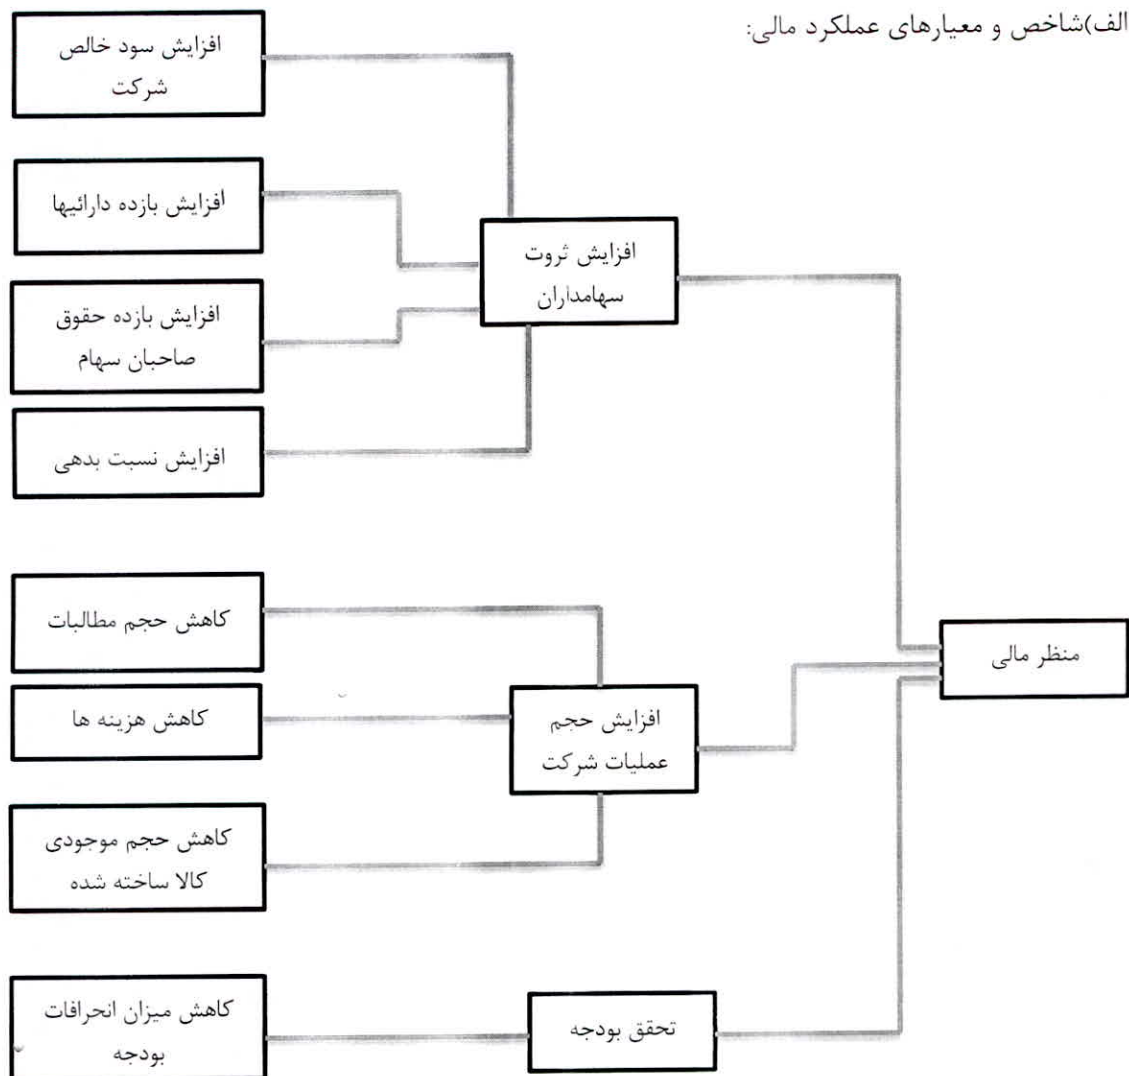 الف)شاخص و معیارهای عملکرد مالی:
منظر مالی
افزایش ثروت
سهامداران
افزایش سود خالص
شرکت
افزایش بازده دارائیها
افزایش بازده حقوق
صاحبان سهام
افزایش نسبت بدهی
افزایش حجم
عملیات شرکت
کاهش حجم مطالبات
کاهش هزینه ها
کاهش حجم موجودی
کالا ساخته شده
تحقق بودجه
کاهش میزان انحرافات
بودجه